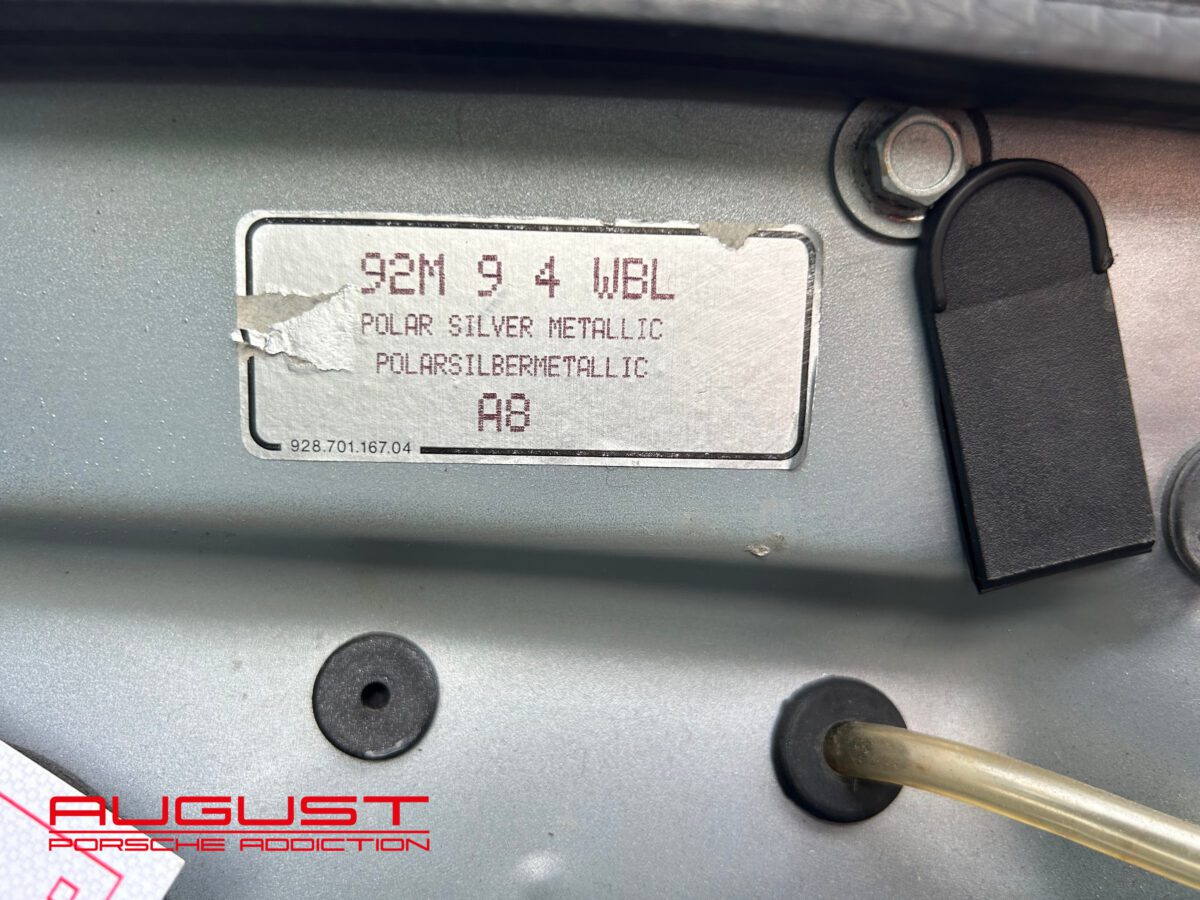 92M 9 4 WBL
POLAR SILVER METALLIC
POLARSILBERMETALLIC
A8
928.701.167.04
AUGUST
PORSCHE ADDICTION